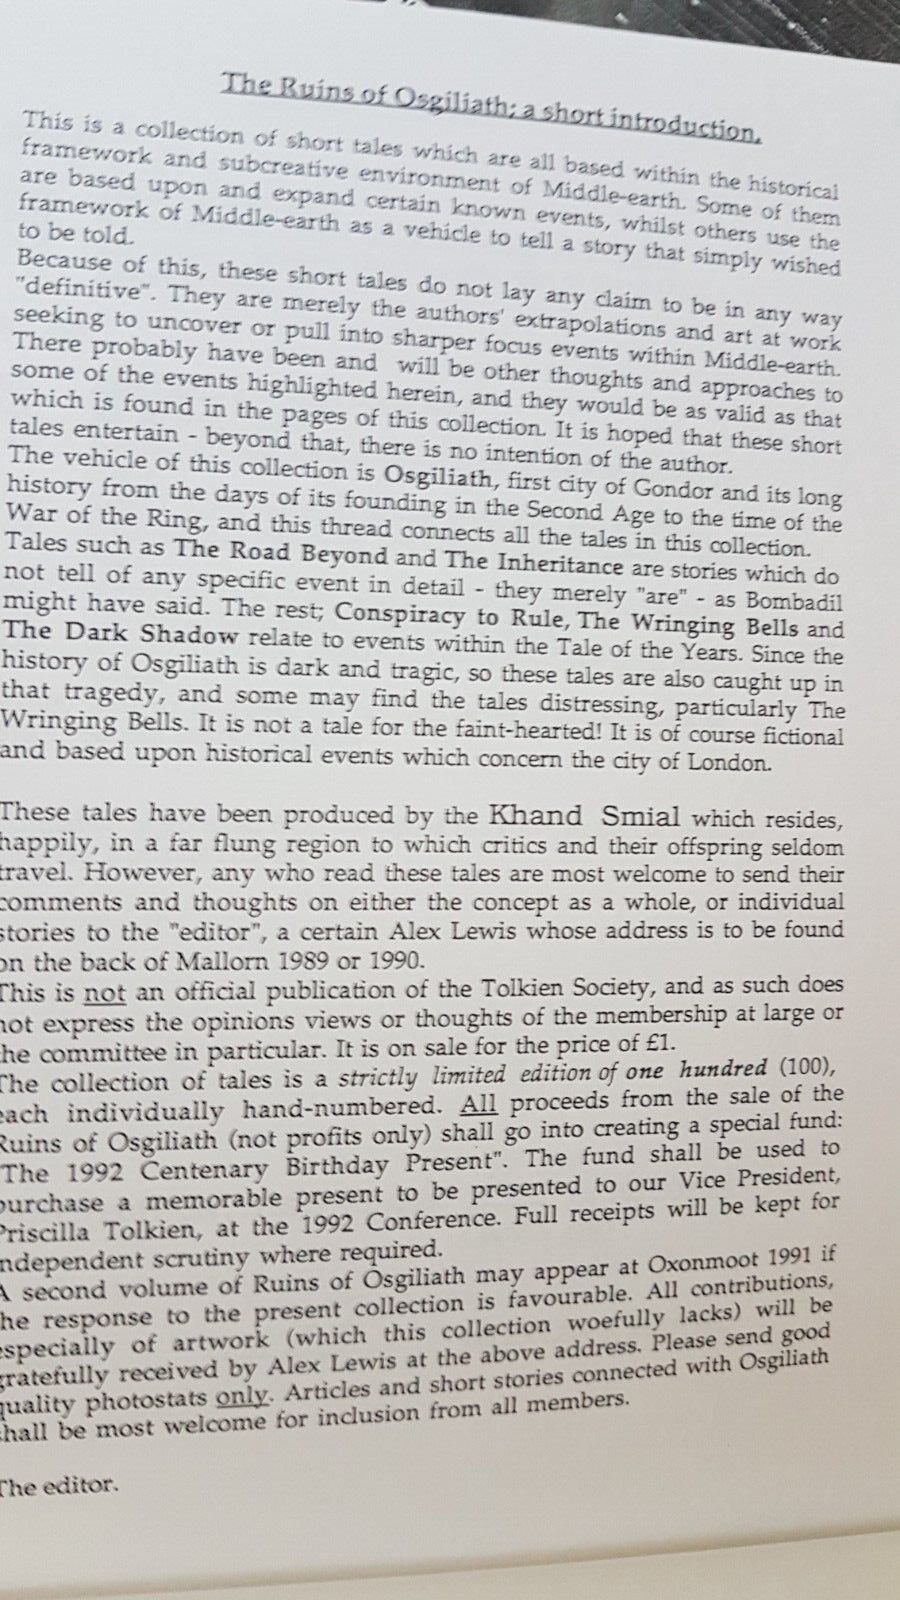 The Ruins of Osgiliath; a short introduction.
This is a collection of short tales which are all based within the historical
framework and subcreative environment of Middle-earth. Some of them
are based upon and expand certain known events, whilst others use the
framework of Middle-earth as a vehicle to tell a story that simply wished
to be told.
Because of this, these short tales do not lay any claim to be in any way
"definitive". They are merely the authors' extrapolations and art at work
seeking to uncover or pull into sharper focus events within Middle-earth.
There probably have been and will be other thoughts and approaches to
some of the events highlighted herein, and they would be as valid as that
which is found in the pages of this collection. It is hoped that these short
tales entertain - beyond that, there is no intention of the author.
The vehicle of this collection is Osgiliath, first city of Gondor and its long
history from the days of its founding in the Second Age to the time of the
War of the Ring, and this thread connects all the tales in this collection.
Tales such as The Road Beyond and The Inheritance are stories which do
not tell of any specific event in detail - they merely "are" - as Bombadil
might have said. The rest; Conspiracy to Rule, The Wringing Bells and
The Dark Shadow relate to events within the Tale of the Years. Since the
history of Osgiliath is dark and tragic, so these tales are also caught up in
that tragedy, and some may find the tales distressing, particularly The
Wringing Bells. It is not a tale for the faint-hearted! It is of course fictional
and based upon historical events which concern the city of London.
These tales have been produced by the Khand Smial which resides,
happily, in a far flung region to which critics and their offspring seldom
travel. However, any who read these tales are most welcome to send their
comments and thoughts on either the concept as a whole, or individual
stories to the "editor", a certain Alex Lewis whose address is to be found
on the back of Mallorn 1989 or 1990.
This is not an official publication of the Tolkien Society, and as such does
not express the opinions views or thoughts of the membership at large or
the committee in particular. It is on sale for the price of £1.
The collection of tales is a strictly limited edition of one hundred (100),
each individually hand-numbered. All proceeds from the sale of the
Ruins of Osgiliath (not profits only) shall go into creating a special fund:
"The 1992 Centenary Birthday Present". The fund shall be used to
purchase a memorable present to be presented to our Vice President,
Priscilla Tolkien, at the 1992 Conference. Full receipts will be kept for
independent scrutiny where required.
A second volume of Ruins of Osgiliath may appear at Oxonmoot 1991 if
the response to the present collection is favourable. All contributions,
especially of artwork (which this collection woefully lacks) will be
gratefully received by Alex Lewis at the above address. Please send good
quality photostats only. Articles and short stories connected with Osgiliath
shall be most welcome for inclusion from all members.
The editor.